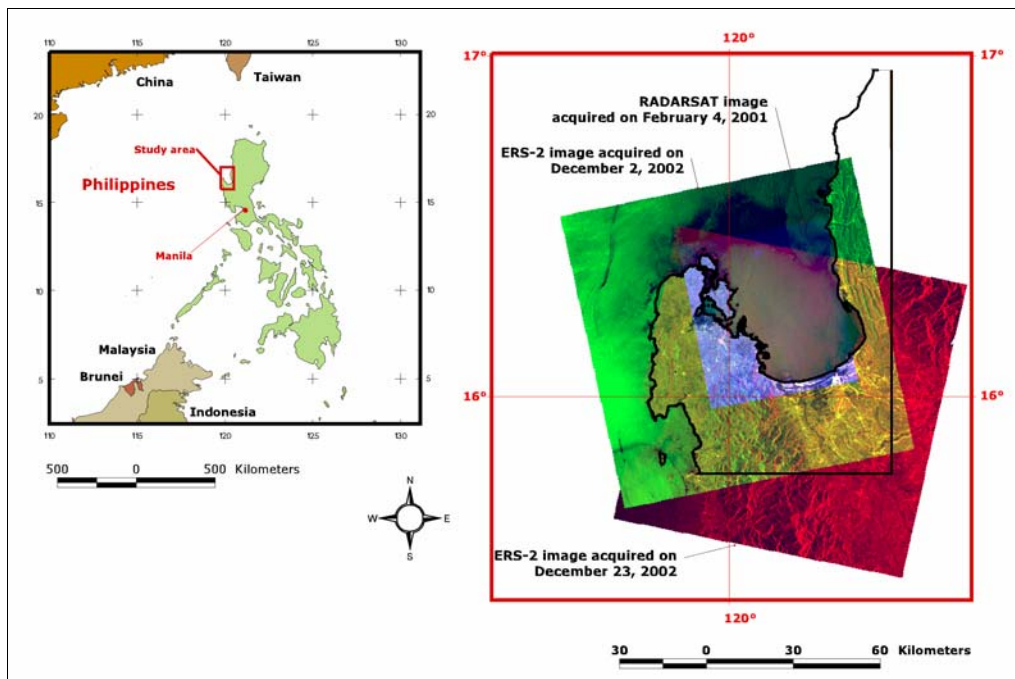 110 115 120 125 130
China
Taiwan
20 20
Study area
Philippines
15 15
Manila
10 10
Malaysia
Brunei
5 5
Indonesia
110 115 120 125 130
500 0 500 Kilometers
N
W E
S
120°
17° 17°
RADARSAT image
acquired on February 4, 2001
ERS-2 image acquired on
December 2, 2002
16° 16°
ERS-2 image acquired on
December 23, 2002
120°
30 0 30 60 Kilometers